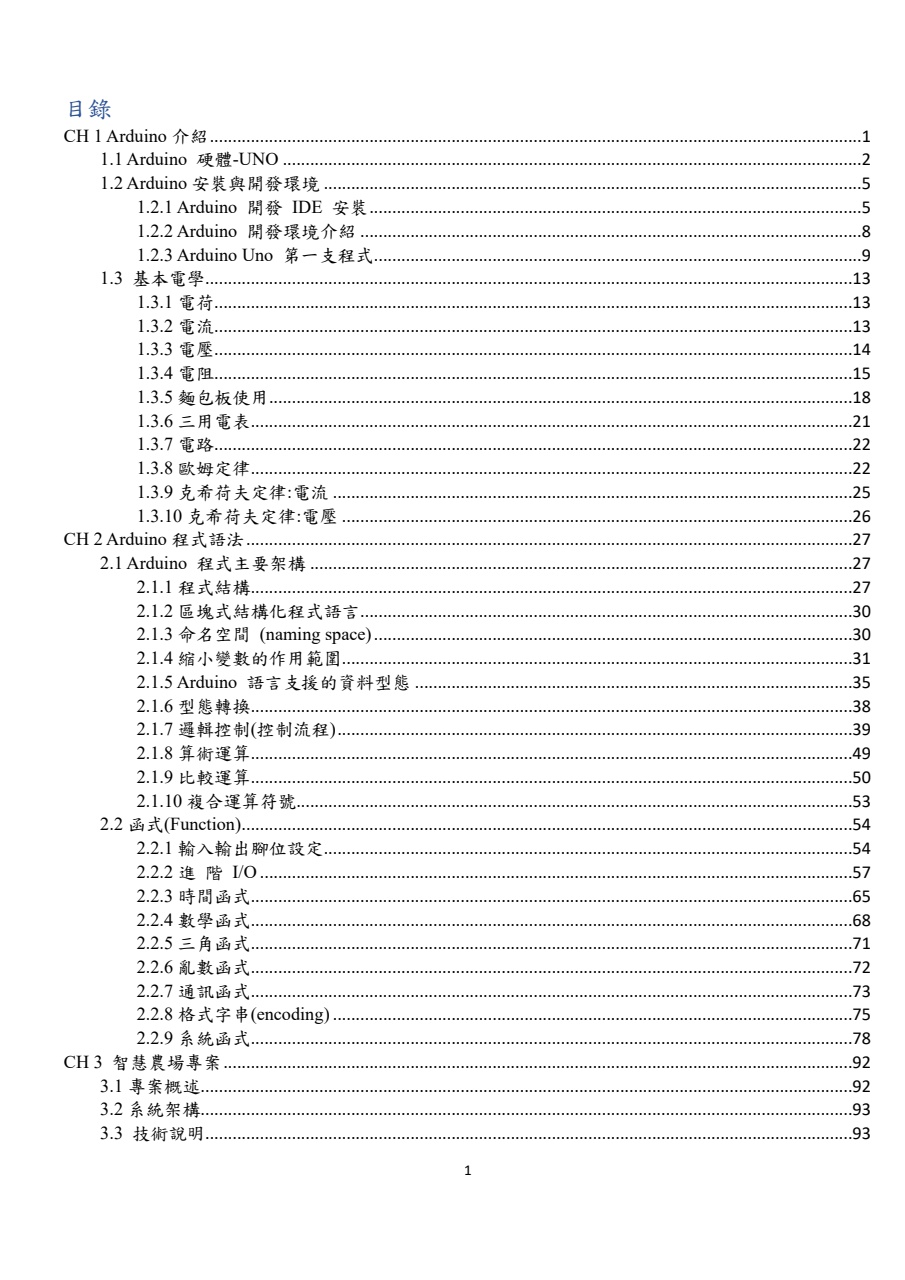 目錄
CH 1 Arduino 介紹........1
1.1 Arduino 硬體-UNO ........2
1.2 Arduino 安裝與開發環境 ........5
1.2.1 Arduino 開發 IDE 安裝........5
1.2.2 Arduino 開發環境介紹 ........8
1.2.3 Arduino Uno 第一支程式........9
1.3 基本電學........13
1.3.1 電荷........13
1.3.2 電流........13
1.3.3 電壓........14
1.3.4 電阻........15
1.3.5 麵包板使用........18
1.3.6 三用電表........21
1.3.7 電路........22
1.3.8 歐姆定律........22
1.3.9 克希荷夫定律:電流 ........25
1.3.10 克希荷夫定律:電壓 ........26
CH 2 Arduino 程式語法........27
2.1 Arduino 程式主要架構 ........27
2.1.1 程式結構........27
2.1.2 區塊式結構化程式語言........30
2.1.3 命名空間 (naming space)........30
2.1.4 縮小變數的作用範圍........31
2.1.5 Arduino 語言支援的資料型態 ........35
2.1.6 型態轉換........38
2.1.7 邏輯控制(控制流程)........39
2.1.8 算術運算........49
2.1.9 比較運算........50
2.1.10 複合運算符號........53
2.2 函式(Function)........54
2.2.1 輸入輸出腳位設定........54
2.2.2 進 階 I/O ........57
2.2.3 時間函式........65
2.2.4 數學函式........68
2.2.5 三角函式........71
2.2.6 亂數函式........72
2.2.7 通訊函式........73
2.2.8 格式字串(encoding) ........75
2.2.9 系統函式........78
CH 3 智慧農場專案 ........92
3.1 專案概述........92
3.2 系統架構........93
3.3 技術說明........93
1